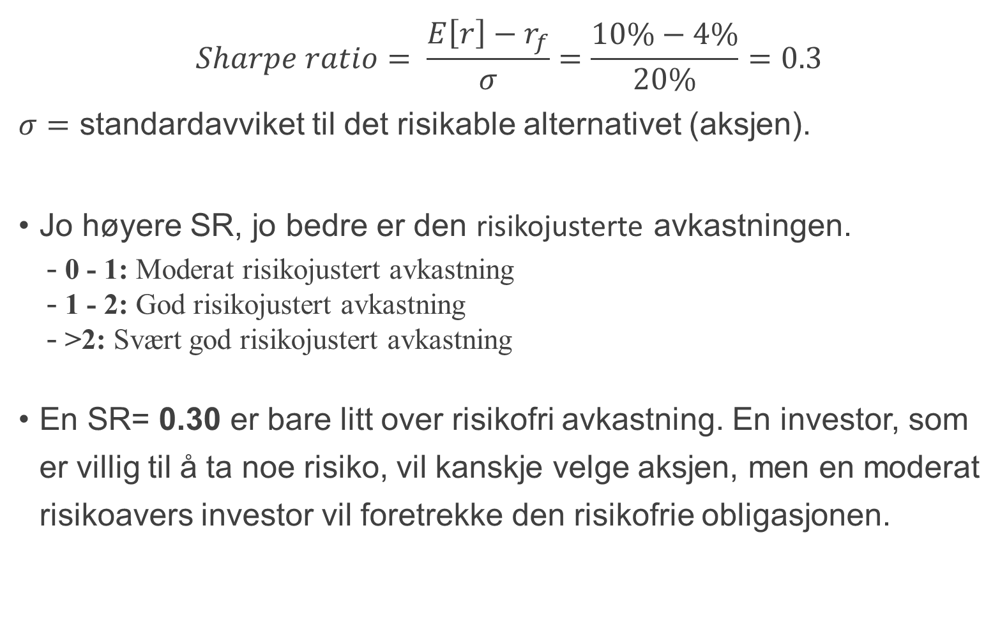 Sharpe ratio = \frac{E[r] − r_f}{σ} = \frac{10% − 4%}{20%} = 0.3
σ = standardavviket til det risikable alternativet (aksjen).
• Jo høyere SR, jo bedre er den risikojusterte avkastningen.
- 0 - 1: Moderat risikojustert avkastning
- 1 - 2: God risikojustert avkastning
- >2: Svært god risikojustert avkastning
• En SR= 0.30 er bare litt over risikofri avkastning. En investor, som
er villig til å ta noe risiko, vil kanskje velge aksjen, men en moderat
risikoavers investor vil foretrekke den risikofrie obligasjonen.